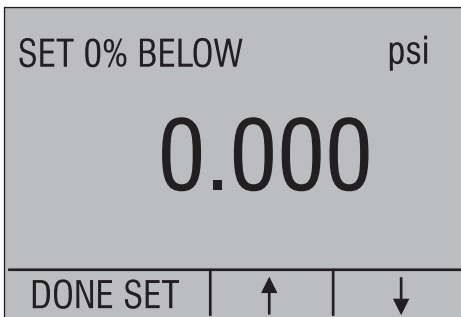 SET 0% BELOW psi
0.000
DONE SET ↑ ↓